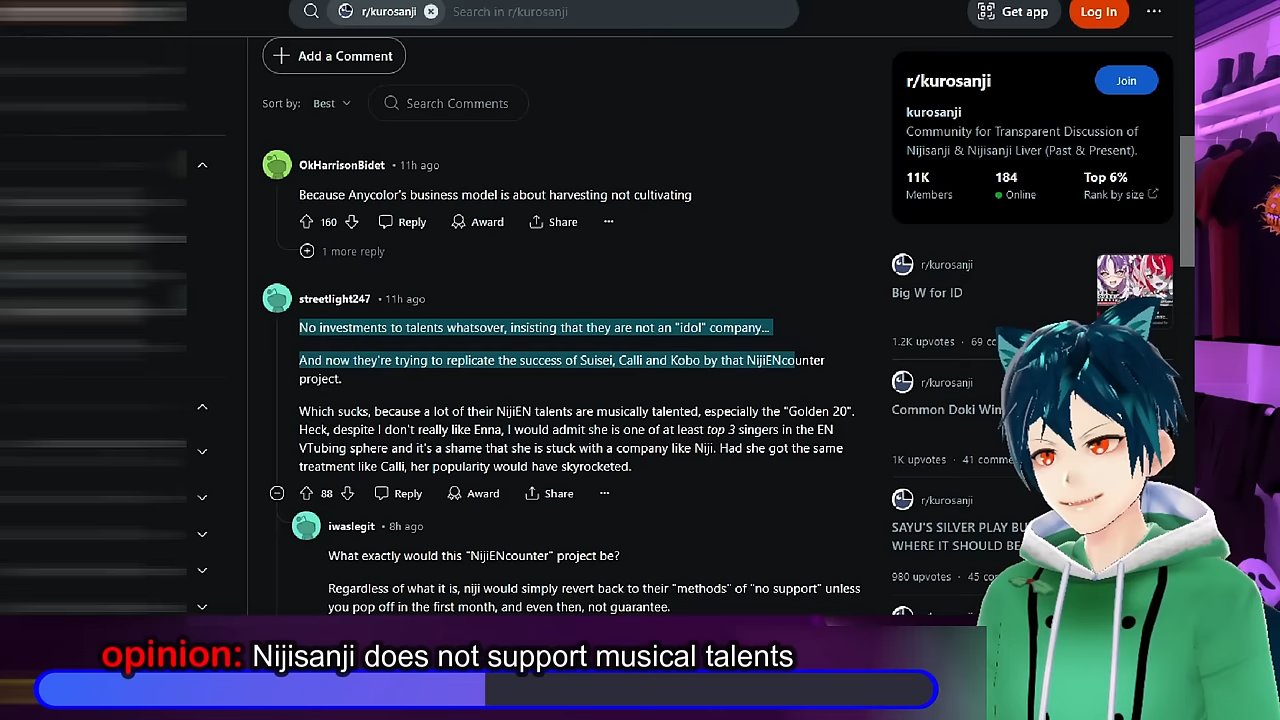 r/kurosanji
Search in r/kurosanji
Get app
Log In
Add a Comment
Sort by: Best
Search Comments
OkHarrisonBidet • 11h ago
Because Anycolor's business model is about harvesting not cultivating
160 Reply Award Share
1 more reply
streetlight247 • 11h ago
No investments to talents whatsover, insisting that they are not an "idol" company...
And now they're trying to replicate the success of Suisei, Calli and Kobo by that NijiENcounter
project.
Which sucks, because a lot of their NijiEN talents are musically talented, especially the "Golden 20".
Heck, despite I don't really like Enna, I would admit she is one of at least top 3 singers in the EN
VTubing sphere and it's a shame that she is stuck with a company like Niji. Had she got the same
treatment like Calli, her popularity would have skyrocketed.
88 Reply Award Share
iwaslegit • 8h ago
What exactly would this "NijiENcounter" project be?
Regardless of what it is, niji would simply revert back to their "methods" of "no support" unless
you pop off in the first month, and even then, not guarantee.
r/kurosanji
Join
kurosanji
Community for Transparent Discussion of
Nijisanji & Nijisanji Liver (Past & Present).
11K 184 Top 6%
Members Online Rank by size
r/kurosanji
Big W for ID
1.2K upvotes • 69 co
r/kurosanji
Common Doki Win
1K upvotes • 41 comme
r/kurosanji
SAYU'S SILVER PLAY BU
WHERE IT SHOULD BE
980 upvotes • 45 co
opinion: Nijisanji does not support musical talents